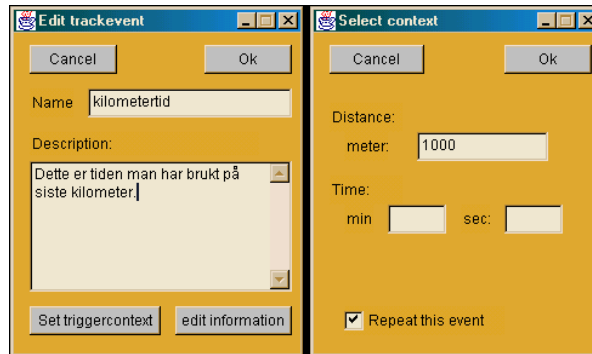 Edit trackevent
Cancel
Ok
Name
kilometertid
Description:
Dette er tiden man har brukt på
siste kilometer.
Set triggercontext
edit information
Select context
Cancel
Ok
Distance:
meter:
1000
Time:
min
sec:
Repeat this event